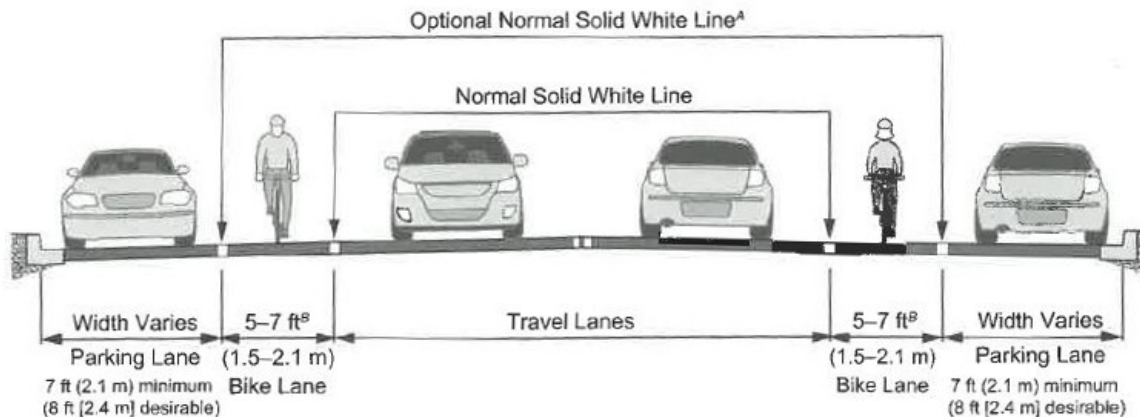 Optional Normal Solid White Lineᴬ
Normal Solid White Line
Width Varies
Parking Lane
7 ft (2.1 m) minimum
(8 ft [2.4 m] desirable)
5–7 ftᴮ
(1.5–2.1 m)
Bike Lane
Travel Lanes
5–7 ftᴮ
(1.5–2.1 m)
Bike Lane
Width Varies
Parking Lane
7 ft (2.1 m) minimum
(8 ft [2.4 m] desirable)